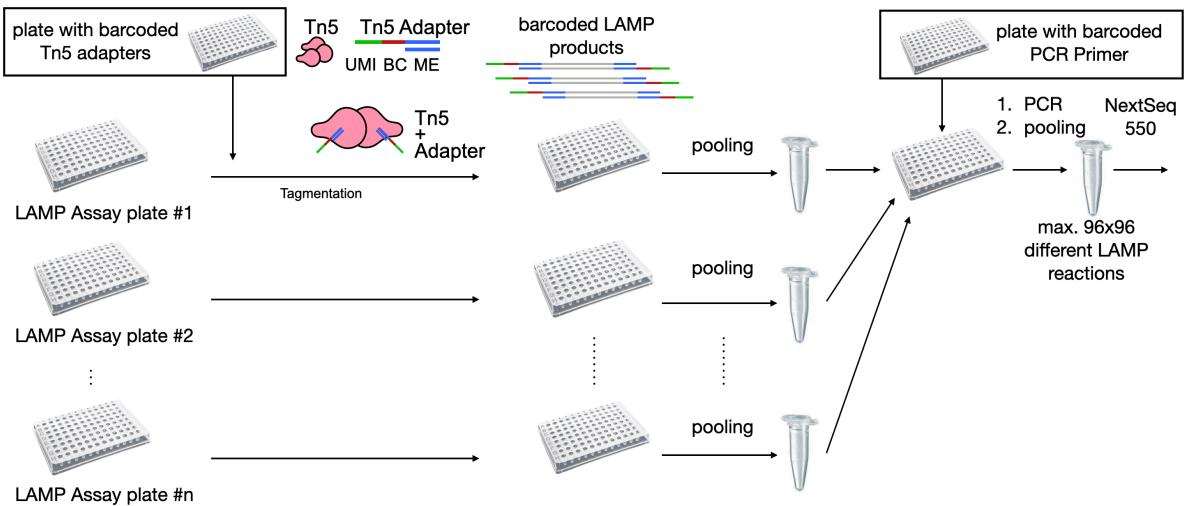 plate with barcoded
Tn5 adapters
Tn5
Tn5 Adapter
UMI BC ME
barcoded LAMP
products
plate with barcoded
PCR Primer
Tn5
+
Adapter
Tagmentation
pooling
1. PCR
2. pooling
NextSeq
550
LAMP Assay plate #1
max. 96x96
different LAMP
reactions
pooling
LAMP Assay plate #2
pooling
LAMP Assay plate #n